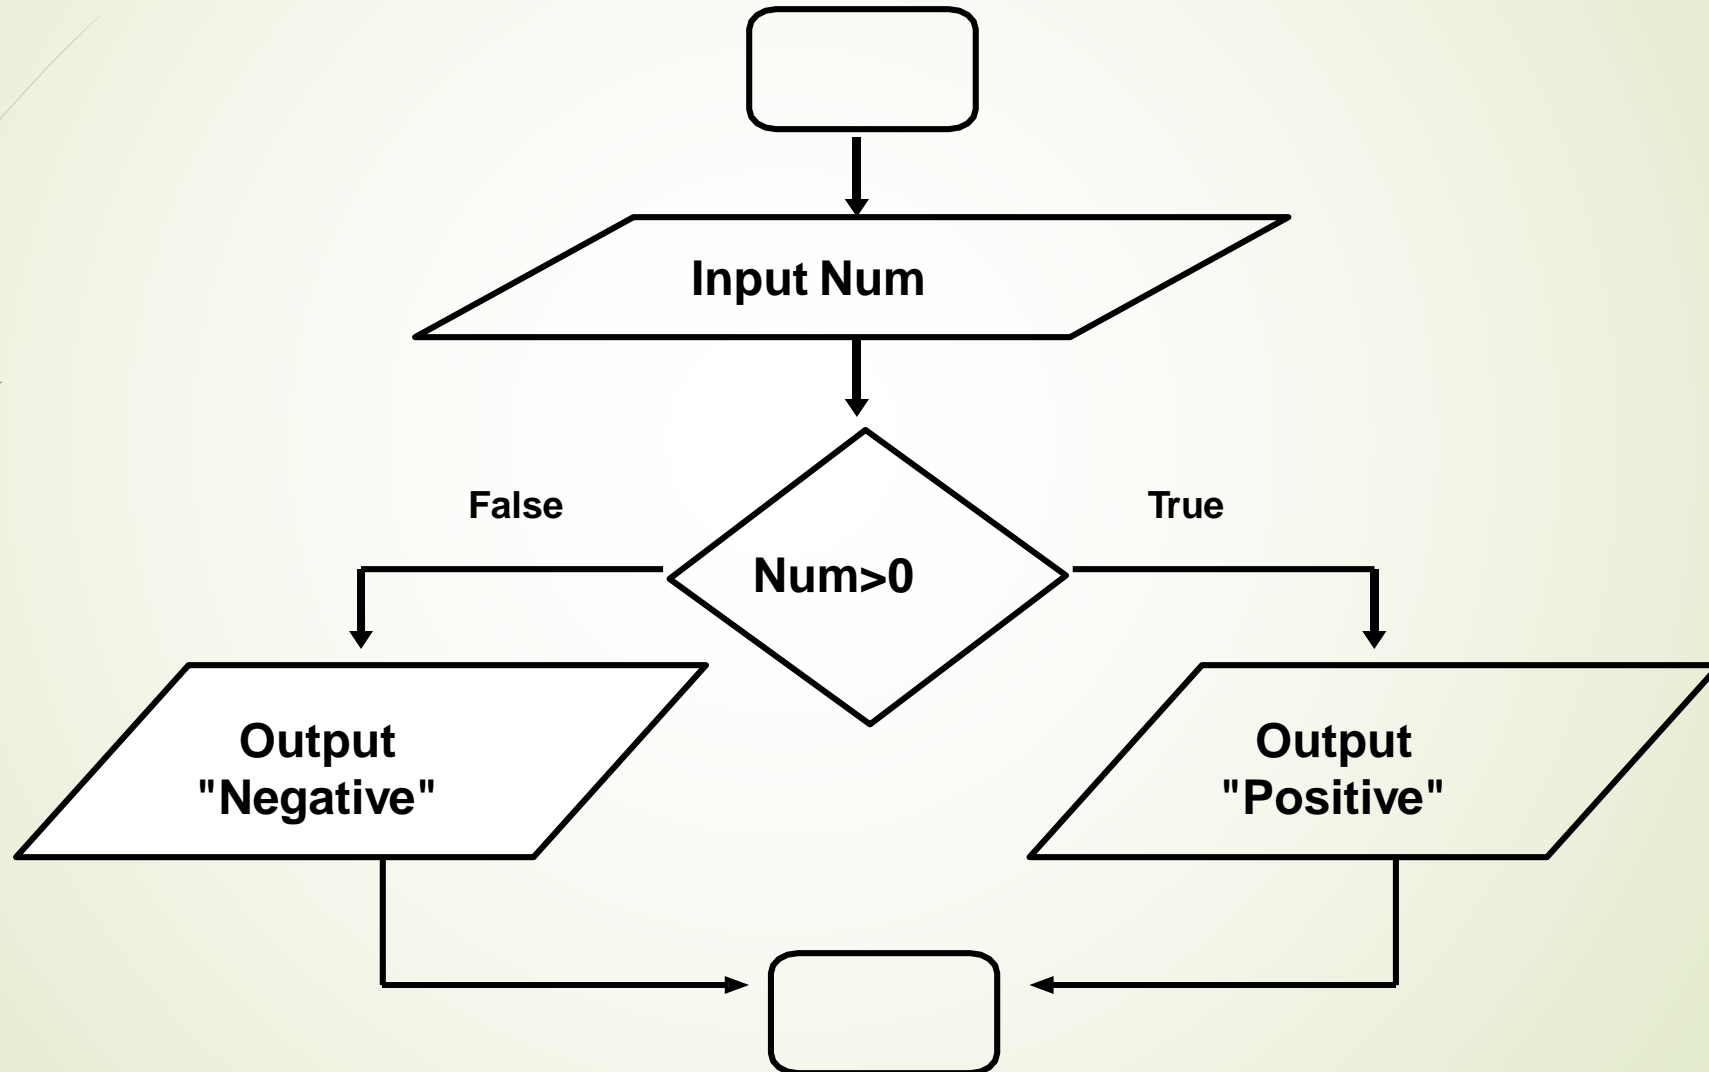 Input Num
False
True
Num>0
Output
"Negative"
Output
"Positive"